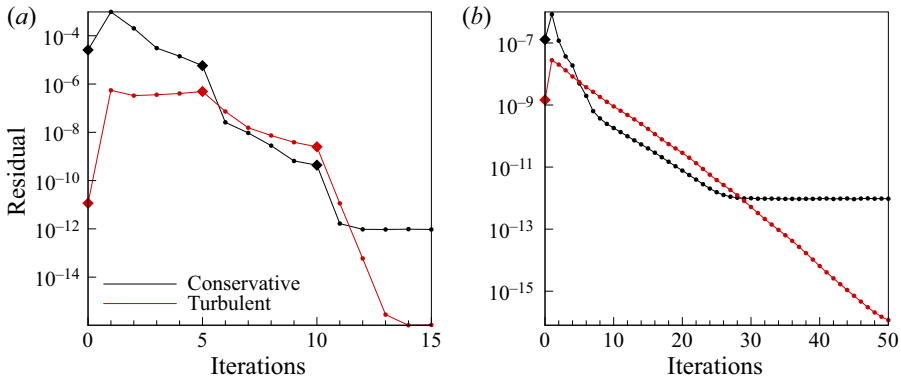 (a)
(b)
Residual
10⁻⁴
10⁻⁶
10⁻⁸
10⁻¹⁰
10⁻¹²
10⁻¹⁴
Conservative
Turbulent
0 5 10 15
Iterations
10⁻⁷
10⁻⁹
10⁻¹¹
10⁻¹³
10⁻¹⁵
0 10 20 30 40 50
Iterations